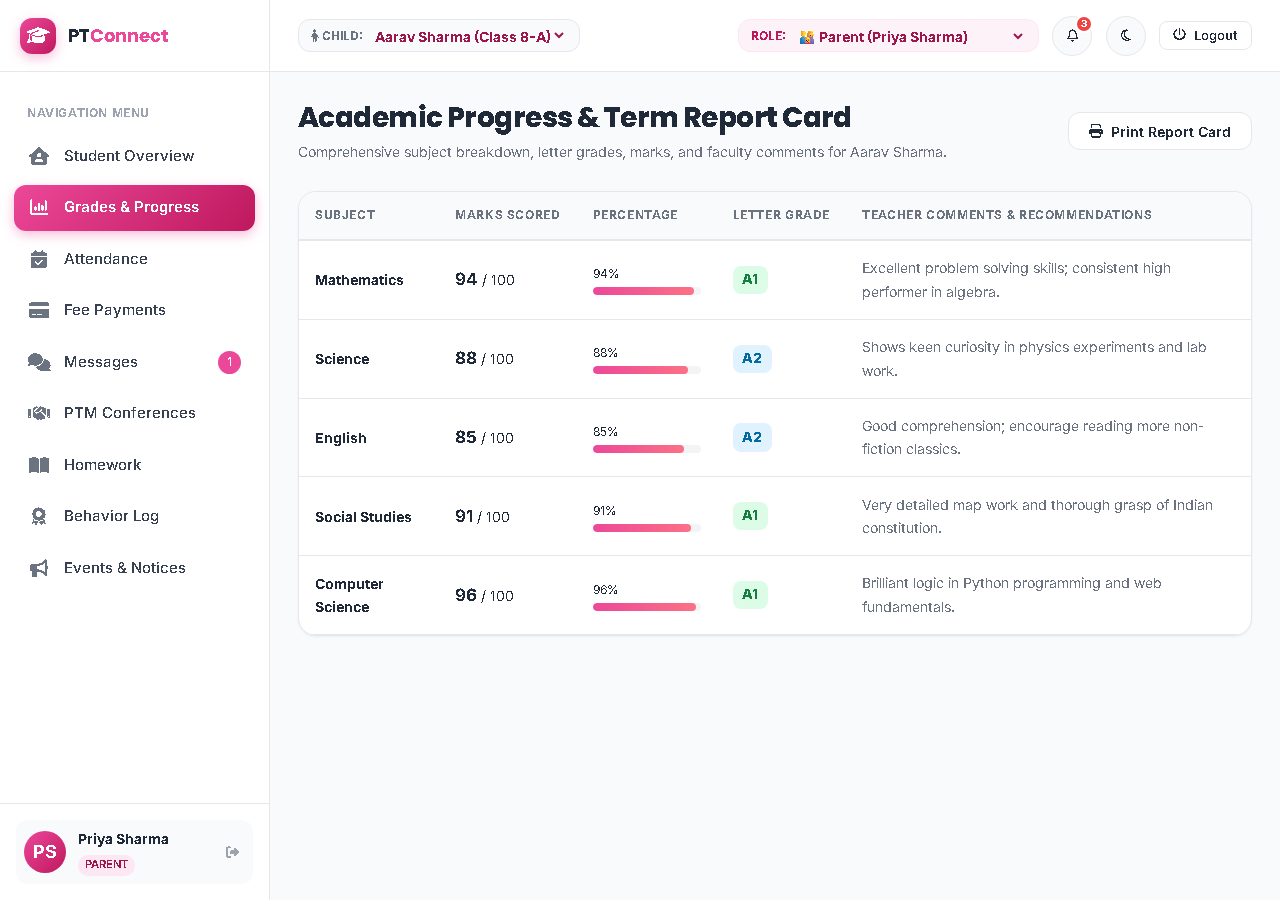 PTConnect
CHILD: Aarav Sharma (Class 8-A)
ROLE: Parent (Priya Sharma)
3
Logout
NAVIGATION MENU
Student Overview
Grades & Progress
Attendance
Fee Payments
Messages 1
PTM Conferences
Homework
Behavior Log
Events & Notices
PS
Priya Sharma
PARENT
Academic Progress & Term Report Card
Comprehensive subject breakdown, letter grades, marks, and faculty comments for Aarav Sharma.
Print Report Card
SUBJECT MARKS SCORED PERCENTAGE LETTER GRADE TEACHER COMMENTS & RECOMMENDATIONS
Mathematics 94 / 100 94% A1 Excellent problem solving skills; consistent high
performer in algebra.
Science 88 / 100 88% A2 Shows keen curiosity in physics experiments and lab
work.
English 85 / 100 85% A2 Good comprehension; encourage reading more non-
fiction classics.
Social Studies 91 / 100 91% A1 Very detailed map work and thorough grasp of Indian
constitution.
Computer
Science 96 / 100 96% A1 Brilliant logic in Python programming and web
fundamentals.